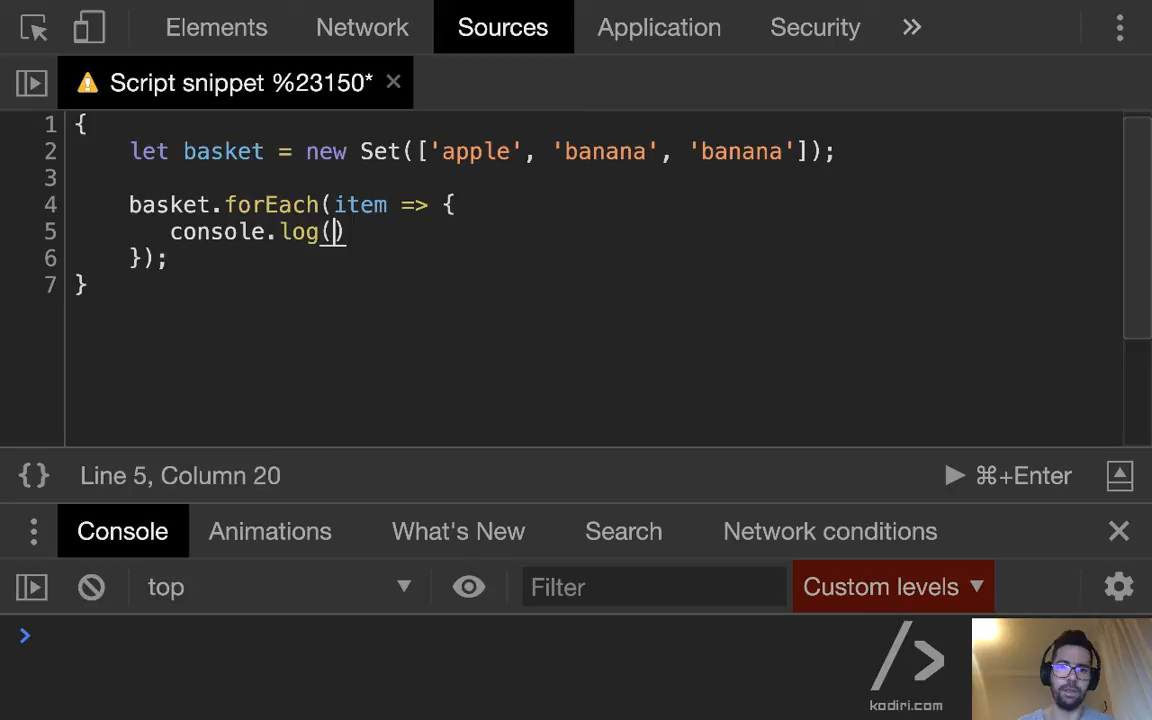 Elements Network Sources Application Security »
Script snippet %23150* ×
1 {
2 let basket = new Set(['apple', 'banana', 'banana']);
3
4 basket.forEach(item => {
5 console.log()
6 });
7 }
{} Line 5, Column 20 ⌘+Enter
Console Animations What's New Search Network conditions ×
top Filter Custom levels
>
/>
kodiri.com